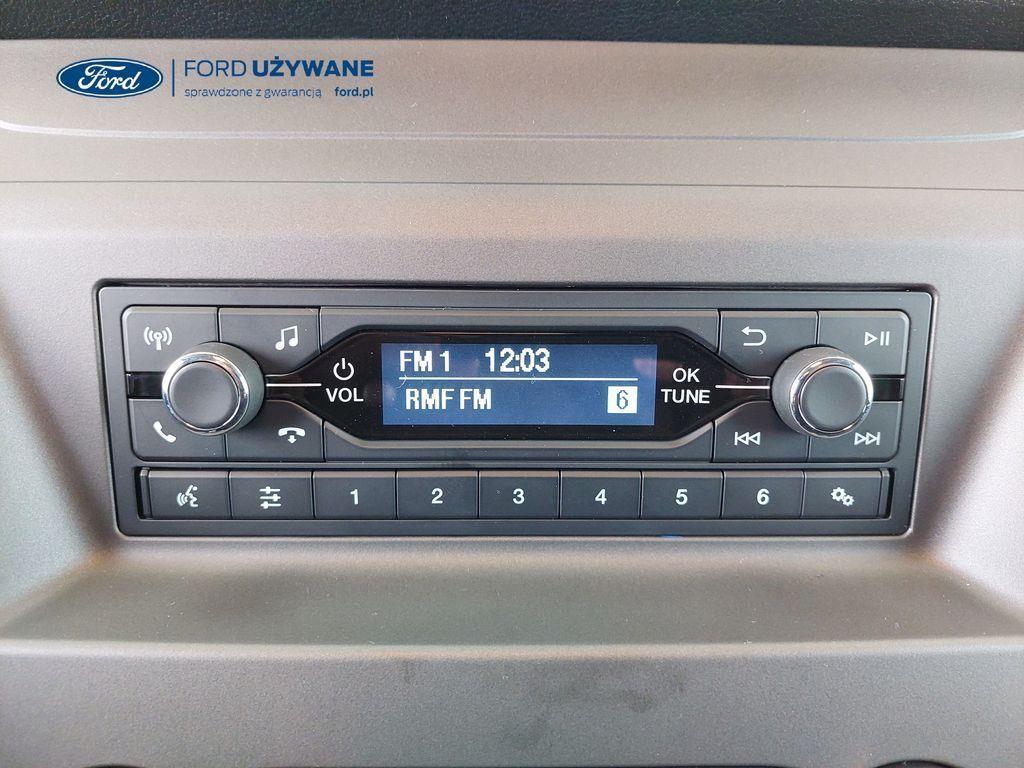 Ford
FORD UŻYWANE
sprawdzone z gwarancją ford.pl
FM 1 12:03
RMF FM 6
VOL
OK
TUNE
1 2 3 4 5 6